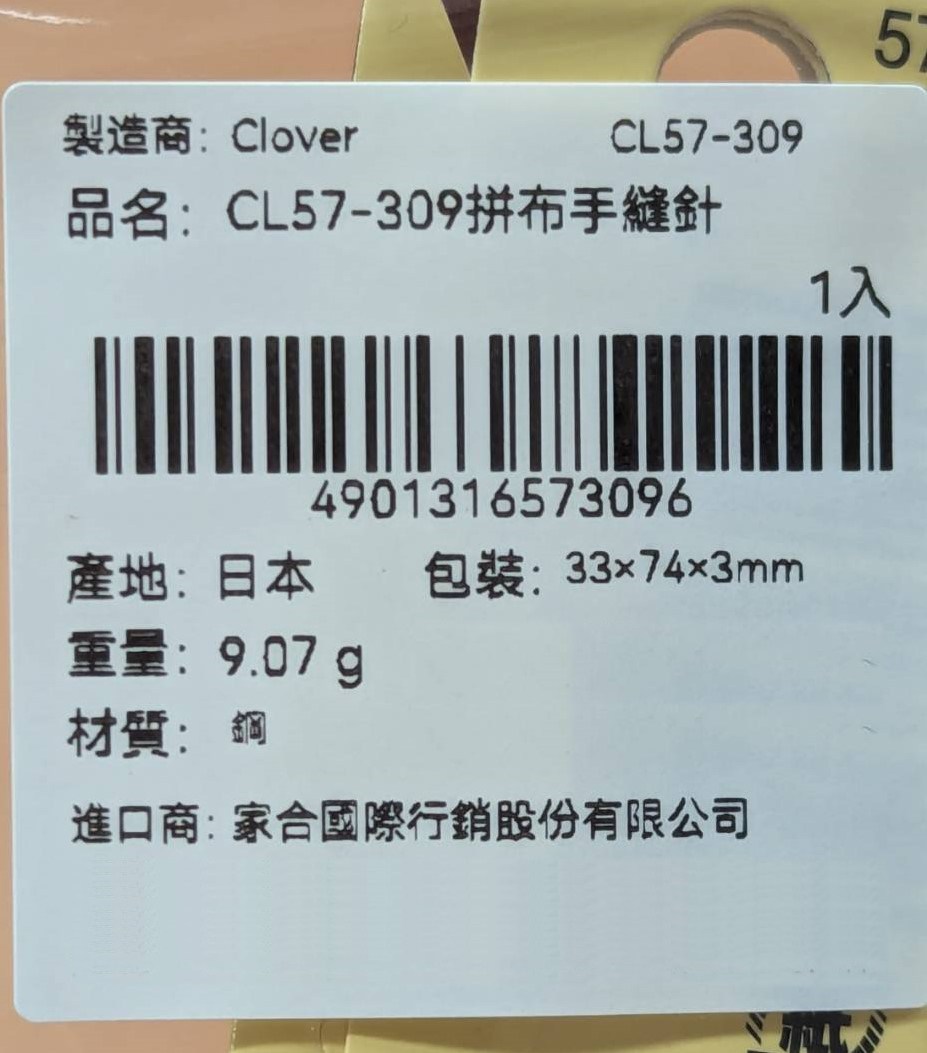 57
製造商: Clover CL57-309
品名: CL57-309拼布手縫針
1入
4901316573096
產地: 日本 包裝: 33×74×3mm
重量: 9.07 g
材質: 鋼
進口商: 家合國際行銷股份有限公司
紙